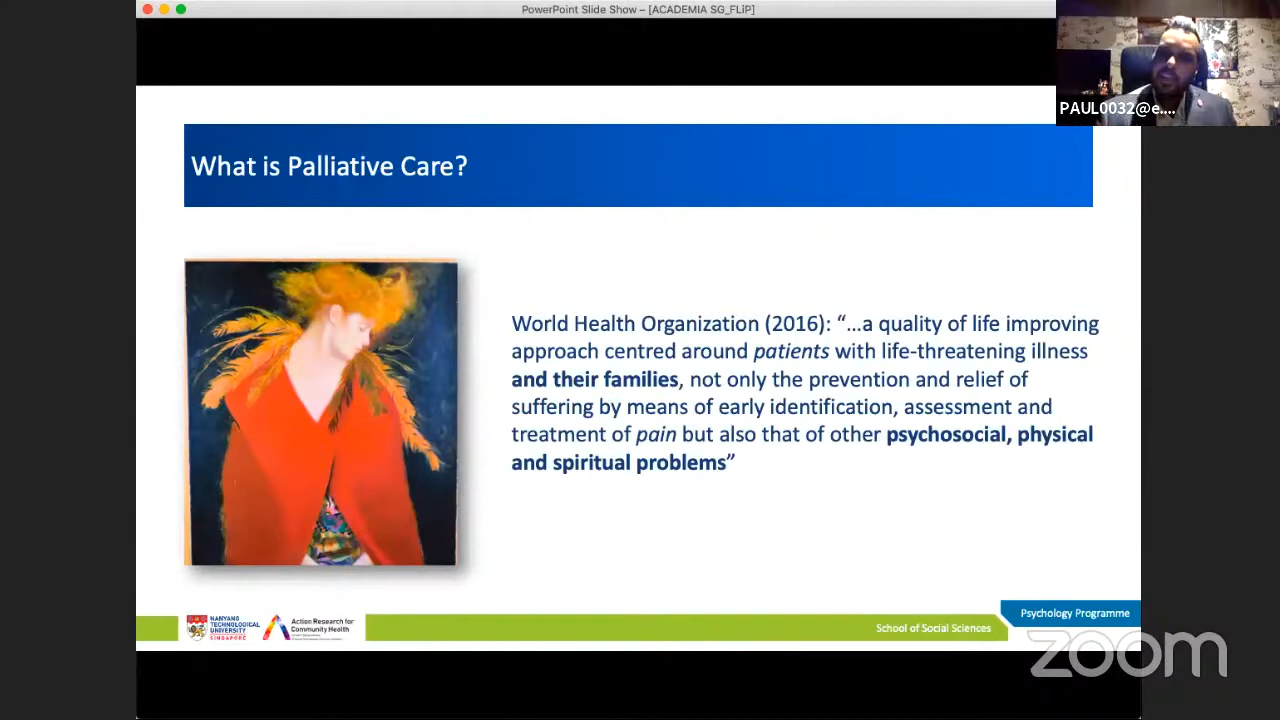 PowerPoint Slide Show – [ACADEMIA SG_FLiP]
PAUL0032@e....
What is Palliative Care?
World Health Organization (2016): “…a quality of life improving
approach centred around patients with life-threatening illness
and their families, not only the prevention and relief of
suffering by means of early identification, assessment and
treatment of pain but also that of other psychosocial, physical
and spiritual problems”
NANYANG
TECHNOLOGICAL
UNIVERSITY
SINGAPORE
Action Research for
Community Health
School of Social Sciences
Psychology Programme
zoom